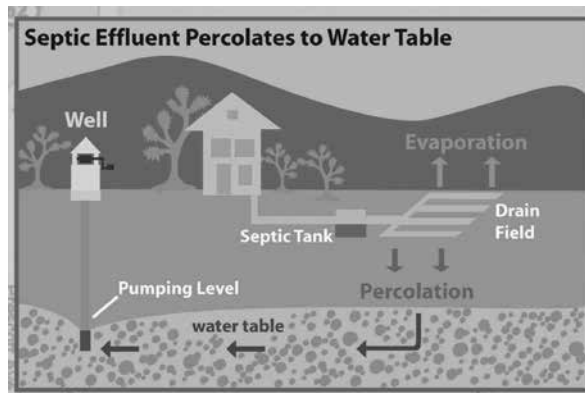 Septic Effluent Percolates to Water Table
Well
Evaporation
Septic Tank
Drain
Field
Pumping Level
Percolation
water table